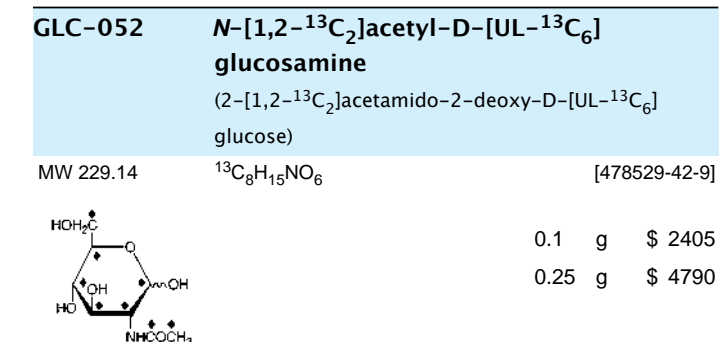 GLC-052 N-[1,2-¹³C₂]acetyl-D-[UL-¹³C₆]
glucosamine
(2-[1,2-¹³C₂]acetamido-2-deoxy-D-[UL-¹³C₆]
glucose)
MW 229.14 ¹³C₈H₁₅NO₆ [478529-42-9]
HOH₂C
O
OH OH
HO
NHCOCH₃
0.1 g $ 2405
0.25 g $ 4790